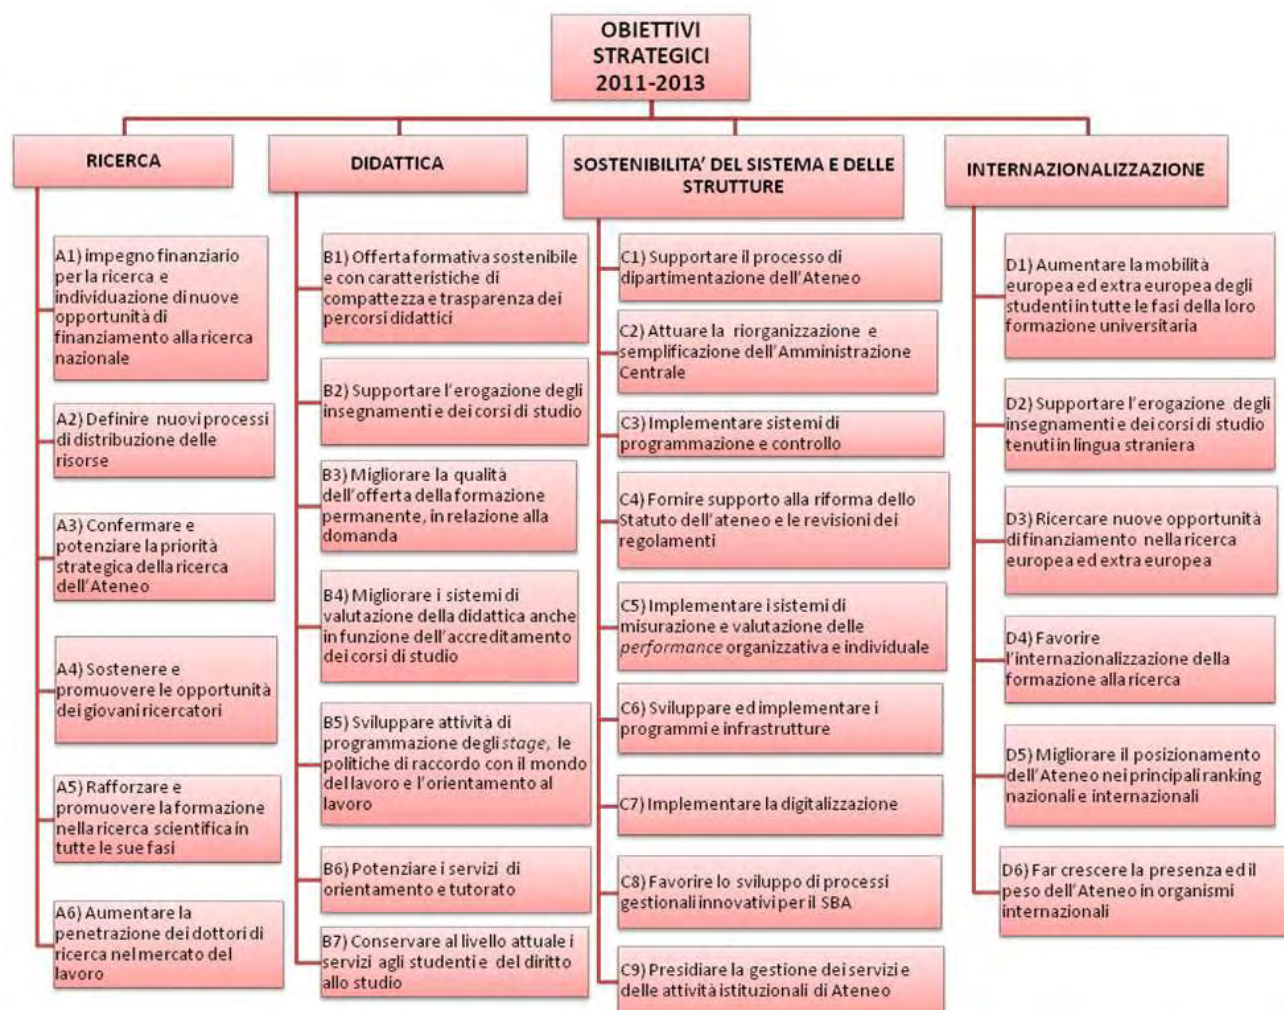 OBIETTIVI
STRATEGICI
2011-2013
RICERCA
A1) impegno finanziario
per la ricerca e
individuazione di nuove
opportunità di
finanziamento alla ricerca
nazionale
A2) Definire nuovi processi
di distribuzione delle
risorse
A3) Confermare e
potenziare la priorità
strategica della ricerca
dell'Ateneo
A4) Sostenere e
promuovere le opportunità
dei giovani ricercatori
A5) Rafforzare e
promuovere la formazione
nella ricerca scientifica in
tutte le sue fasi
A6) Aumentare la
penetrazione dei dottori di
ricerca nel mercato del
lavoro
DIDATTICA
B1) Offerta formativa sostenibile
e con caratteristiche di
compattezza e trasparenza dei
percorsi didattici
B2) Supportare l'erogazione degli
insegnamenti e dei corsi di studio
B3) Migliorare la qualità
dell'offerta della formazione
permanente, in relazione alla
domanda
B4) Migliorare i sistemi di
valutazione della didattica anche
in funzione dell'accreditamento
dei corsi di studio
B5) Sviluppare attività di
programmazione degli stage, le
politiche di raccordo con il mondo
del lavoro e l'orientamento al
lavoro
B6) Potenziare i servizi di
orientamento e tutorato
B7) Conservare al livello attuale i
servizi agli studenti e del diritto
allo studio
SOSTENIBILITA' DEL SISTEMA E DELLE
STRUTTURE
C1) Supportare il processo di
dipartimentazione dell'Ateneo
C2) Attuare la riorganizzazione e
semplificazione dell'Amministrazione
Centrale
C3) Implementare sistemi di
programmazione e controllo
C4) Fornire supporto alla riforma dello
Statuto dell'ateneo e le revisioni dei
regolamenti
C5) Implementare i sistemi di
misurazione e valutazione delle
performance organizzativa e individuale
C6) Sviluppare ed implementare i
programmi e infrastrutture
C7) Implementare la digitalizzazione
C8) Favorire lo sviluppo di processi
gestionali innovativi per il SBA
C9) Presidiare la gestione dei servizi e
delle attività istituzionali di Ateneo
INTERNAZIONALIZZAZIONE
D1) Aumentare la mobilità
europea ed extra europea degli
studenti in tutte le fasi della loro
formazione universitaria
D2) Supportare l'erogazione degli
insegnamenti e dei corsi di studio
tenuti in lingua straniera
D3) Ricercare nuove opportunità
di finanziamento nella ricerca
europea ed extra europea
D4) Favorire
l'internazionalizzazione della
formazione alla ricerca
D5) Migliorare il posizionamento
dell'Ateneo nei principali ranking
nazionali e internazionali
D6) Far crescere la presenza ed il
peso dell'Ateneo in organismi
internazionali